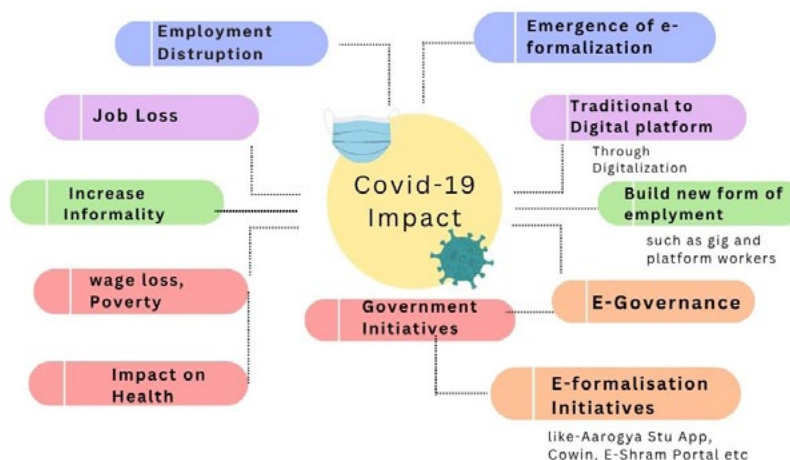 Employment
Distruption
Emergence of e-
formalization
Job Loss
Traditional to
Digital platform
Through
Digitalization
Covid-19
Impact
Increase
Informality
Build new form of
emplyment
such as gig and
platform workers
wage loss,
Poverty
Government
Initiatives
E-Governance
Impact on
Health
E-formalisation
Initiatives
like-Aarogya Stu App,
Cowin, E-Shram Portal etc